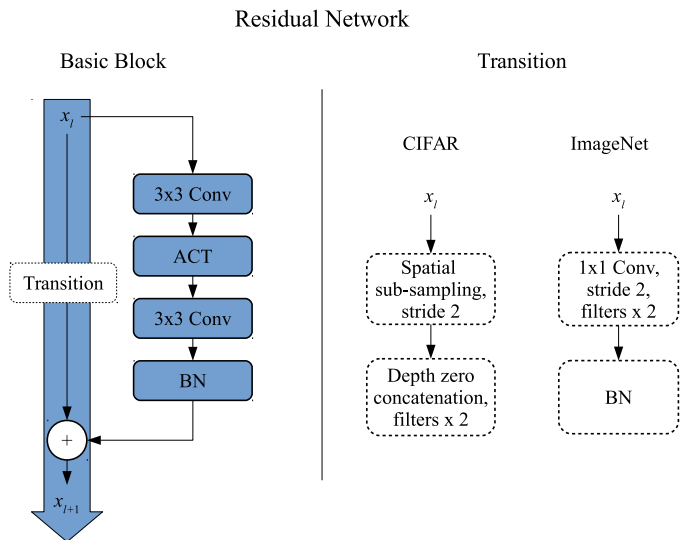 Residual Network
Basic Block
x_l
3x3 Conv
ACT
Transition
3x3 Conv
BN
+
x_{l+1}
Transition
CIFAR
x_l
Spatial
sub-sampling,
stride 2
Depth zero
concatenation,
filters x 2
ImageNet
x_l
1x1 Conv,
stride 2,
filters x 2
BN